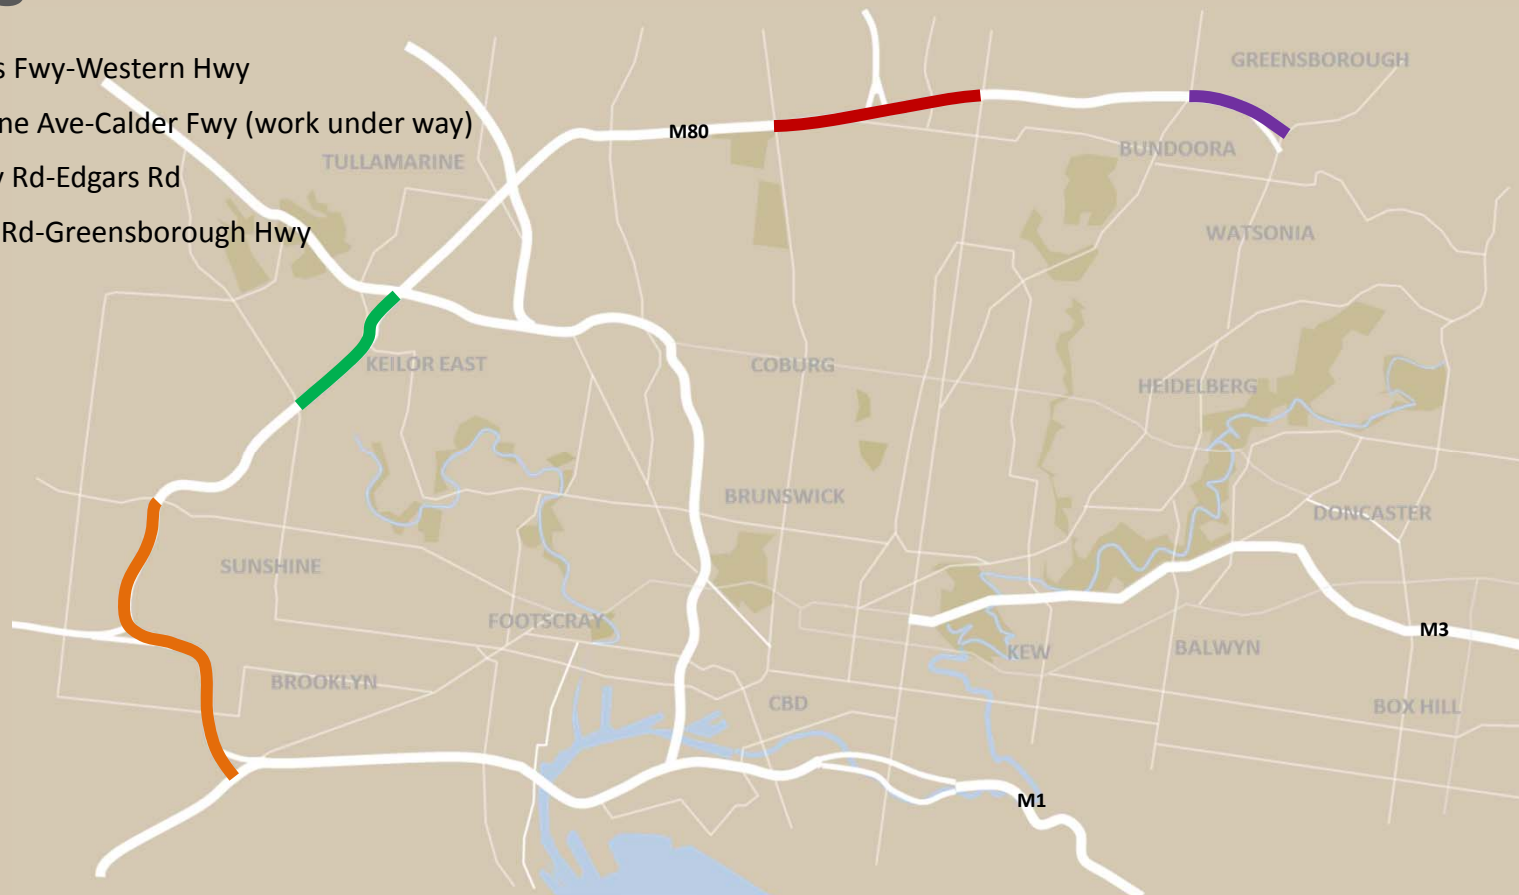 s Fwy-Western Hwy
ne Ave-Calder Fwy (work under way)
y Rd-Edgars Rd
Rd-Greensborough Hwy
GREENSBOROUGH
M80
BUNDOORA
TULLAMARINE
WATSONIA
KEILOR EAST
COBURG
HEIDELBERG
BRUNSWICK
DONCASTER
SUNSHINE
FOOTSCRAY
M3
KEW
BALWYN
BROOKLYN
CBD
BOX HILL
M1